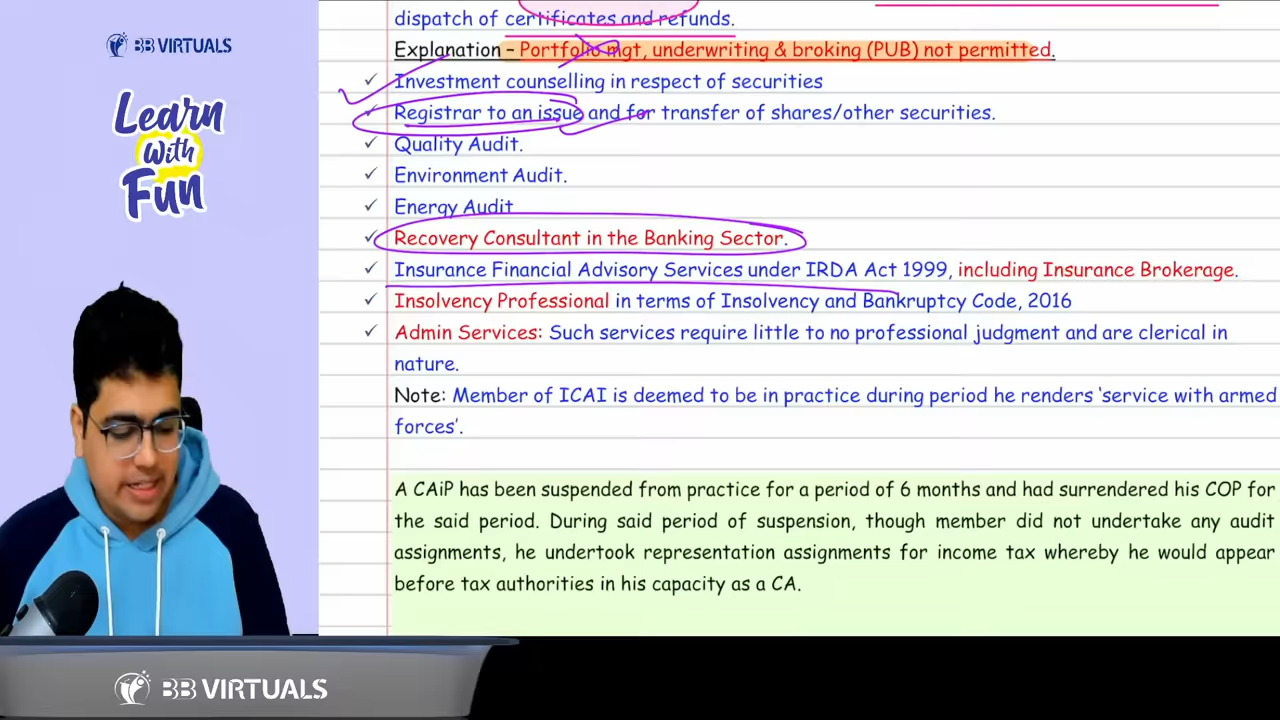 BB VIRTUALS
Learn
With
Fun
dispatch of certificates and refunds.
Explanation – Portfolio mgt, underwriting & broking (PUB) not permitted.
✓ Investment counselling in respect of securities
✓ Registrar to an issue and for transfer of shares/other securities.
✓ Quality Audit.
✓ Environment Audit.
✓ Energy Audit
✓ Recovery Consultant in the Banking Sector.
✓ Insurance Financial Advisory Services under IRDA Act 1999, including Insurance Brokerage.
✓ Insolvency Professional in terms of Insolvency and Bankruptcy Code, 2016
✓ Admin Services: Such services require little to no professional judgment and are clerical in
nature.
Note: Member of ICAI is deemed to be in practice during period he renders ‘service with armed
forces’.
A CAiP has been suspended from practice for a period of 6 months and had surrendered his COP for
the said period. During said period of suspension, though member did not undertake any audit
assignments, he undertook representation assignments for income tax whereby he would appear
before tax authorities in his capacity as a CA.
BB VIRTUALS